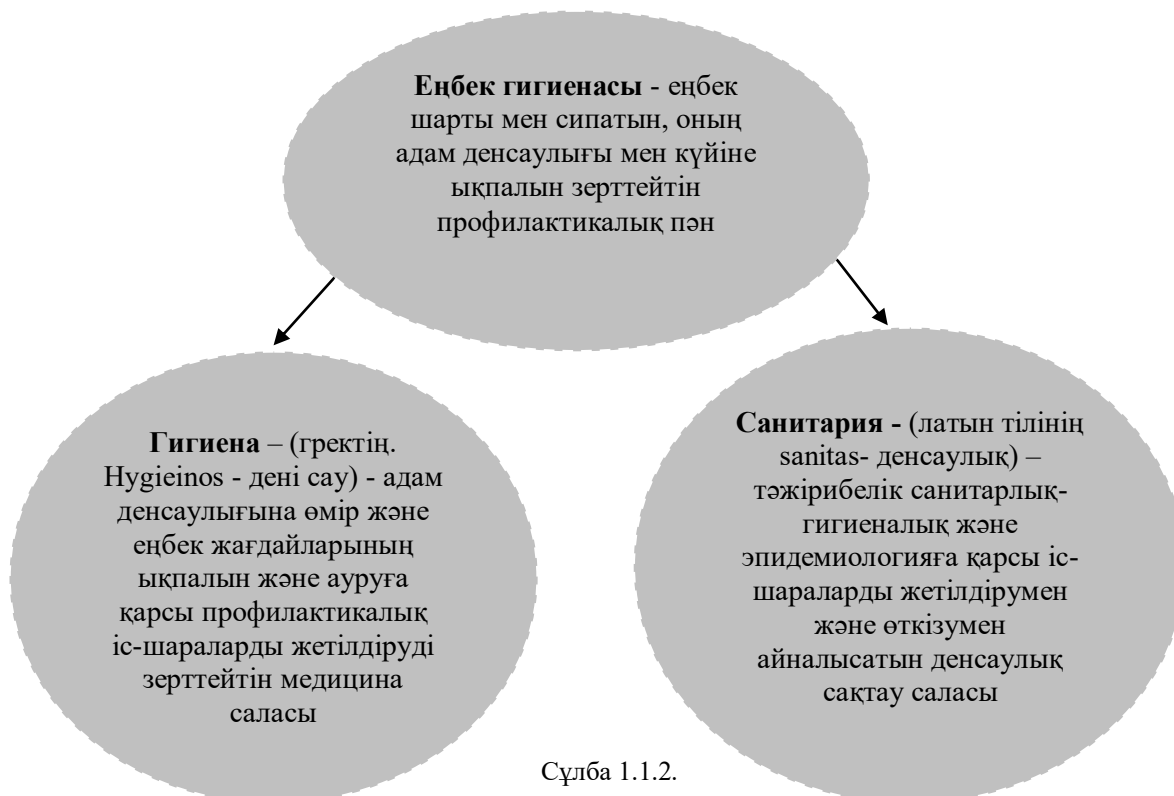 Еңбек гигиенасы - еңбек
шарты мен сипатын, оның
адам денсаулығы мен күйіне
ықпалын зерттейтін
профилактикалық пән
Гигиена – (гректің.
Hygieinos - дені сау) - адам
денсаулығына өмір және
еңбек жағдайларының
ықпалын және ауруға
қарсы профилактикалық
іс-шараларды жетілдіруді
зерттейтін медицина
саласы
Санитария - (латын тілінің
sanitas- денсаулық) –
тәжірибелік санитарлық-
гигиеналық және
эпидемиологияға қарсы іс-
шараларды жетілдірумен
және өткізумен
айналысатын денсаулық
сақтау саласы
Сұлба 1.1.2.